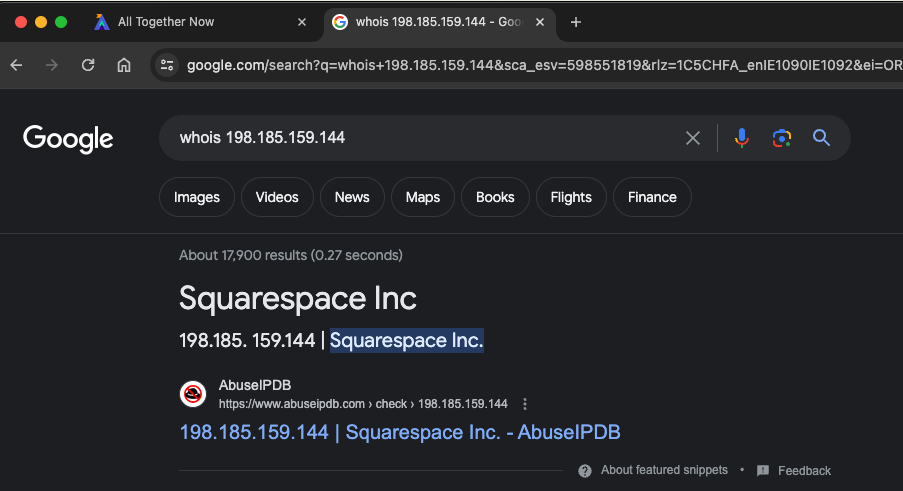 All Together Now
whois 198.185.159.144 - Goo
google.com/search?q=whois+198.185.159.144&sca_esv=598551819&rlz=1C5CHFA_enIE1090IE1092&ei=OR
Google
whois 198.185.159.144
Images Videos News Maps Books Flights Finance
About 17,900 results (0.27 seconds)
Squarespace Inc
198.185. 159.144 | Squarespace Inc.
AbuseIPDB
https://www.abuseipdb.com › check › 198.185.159.144
198.185.159.144 | Squarespace Inc. - AbuseIPDB
About featured snippets • Feedback